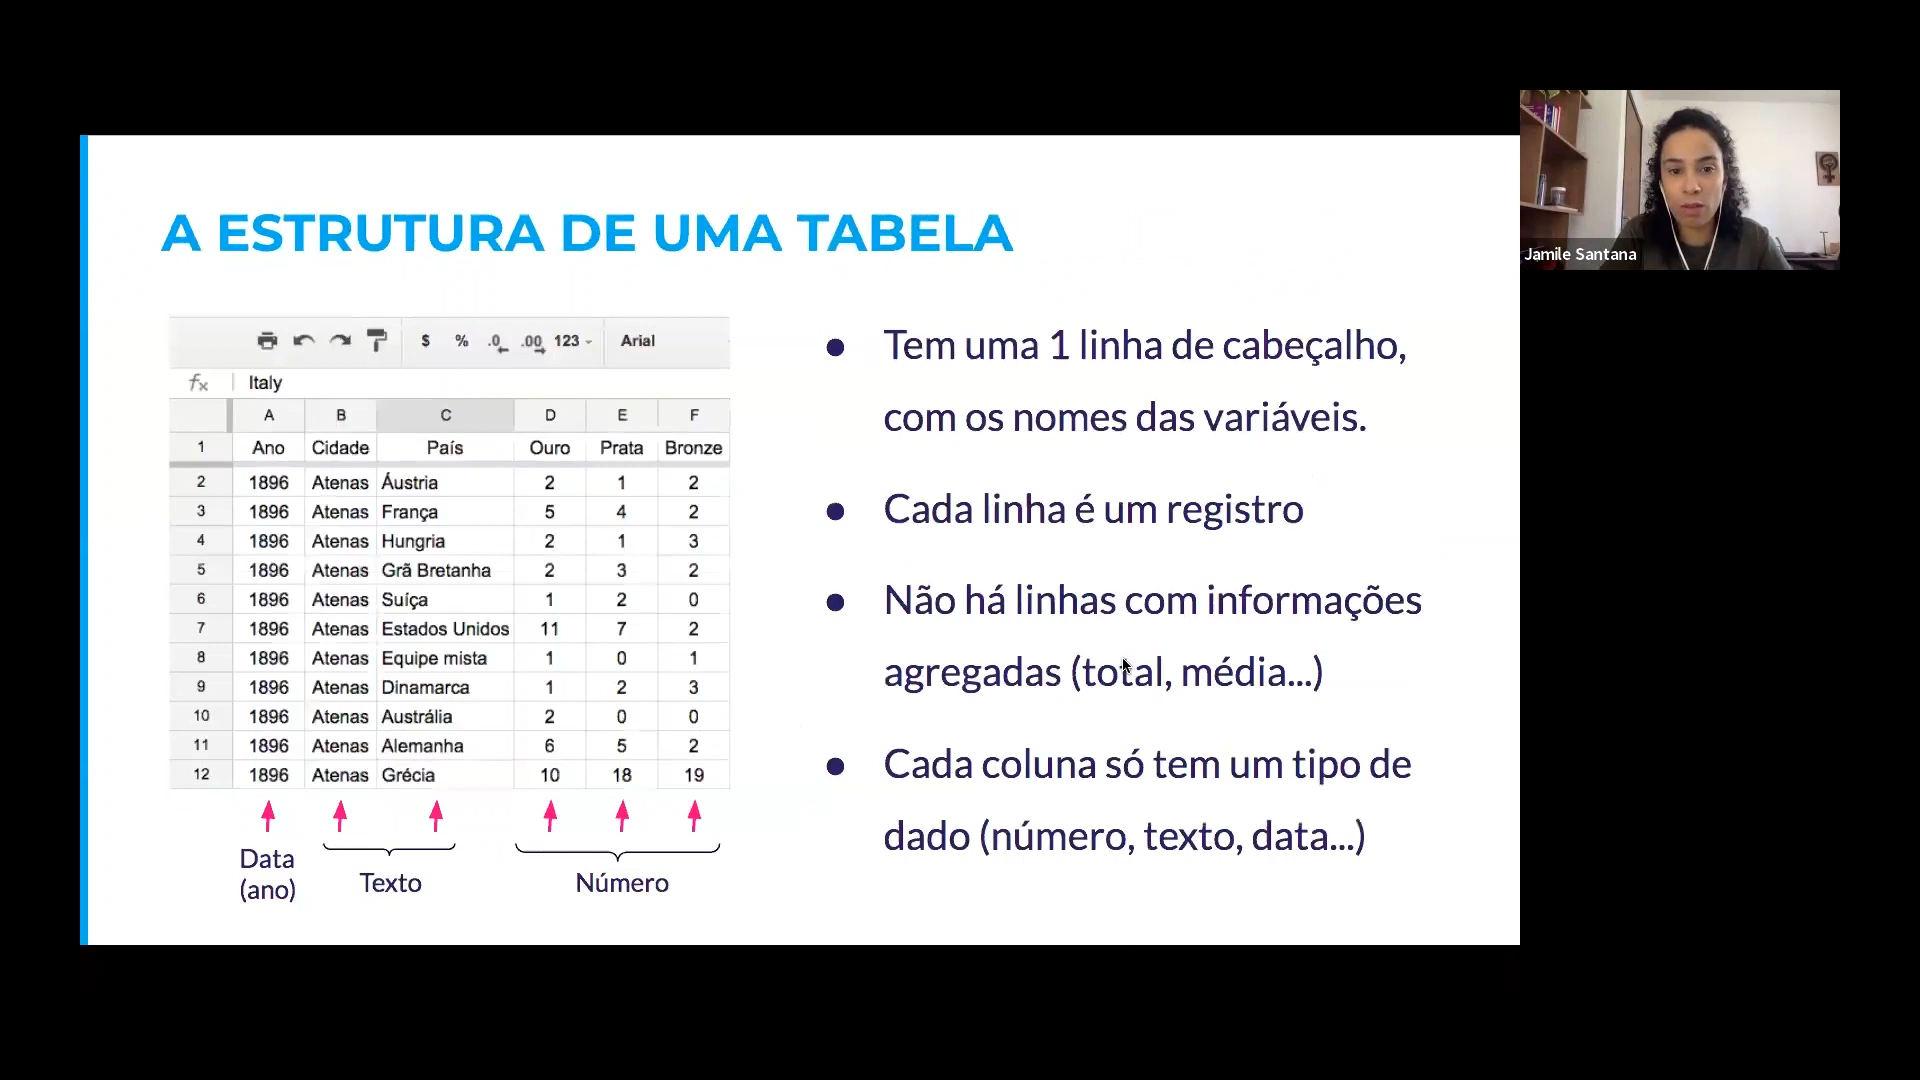 A ESTRUTURA DE UMA TABELA
Jamile Santana
$ % .0 .00 123 Arial
fx Italy
A B C D E F
1 Ano Cidade País Ouro Prata Bronze
2 1896 Atenas Áustria 2 1 2
3 1896 Atenas França 5 4 2
4 1896 Atenas Hungria 2 1 3
5 1896 Atenas Grã Bretanha 2 3 2
6 1896 Atenas Suíça 1 2 0
7 1896 Atenas Estados Unidos 11 7 2
8 1896 Atenas Equipe mista 1 0 1
9 1896 Atenas Dinamarca 1 2 3
10 1896 Atenas Austrália 2 0 0
11 1896 Atenas Alemanha 6 5 2
12 1896 Atenas Grécia 10 18 19
Data
(ano)
Texto
Número
● Tem uma 1 linha de cabeçalho,
com os nomes das variáveis.
● Cada linha é um registro
● Não há linhas com informações
agregadas (total, média...)
● Cada coluna só tem um tipo de
dado (número, texto, data...)